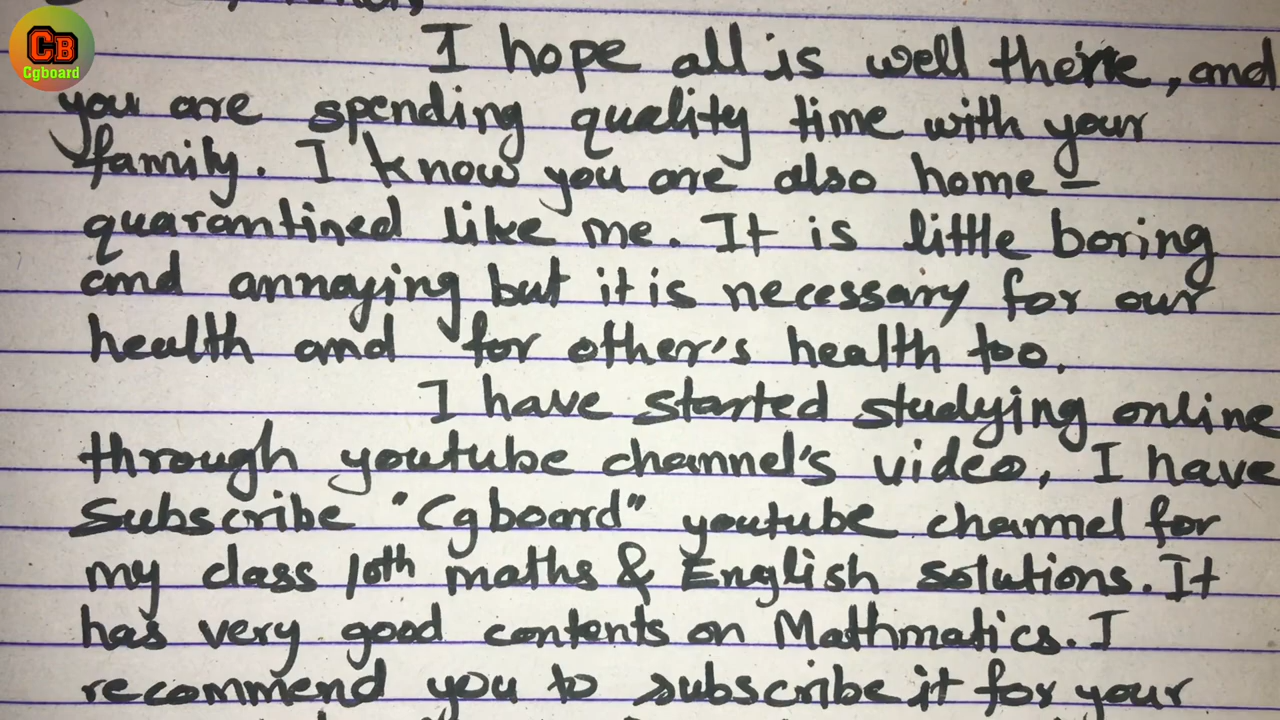 CB
Cgboard
I hope all is well there, and
you are spending quality time with your
family. I know you are also home -
quarantined like me. It is little boring
and annoying but it is necessary for our
health and for other's health too.
I have started studying online
through youtube channel's video, I have
Subscribe "Cgboard" youtube channel for
my class 10th maths & English solutions. It
has very good contents on Mathmatics. I
recommend you to subscribe it for your